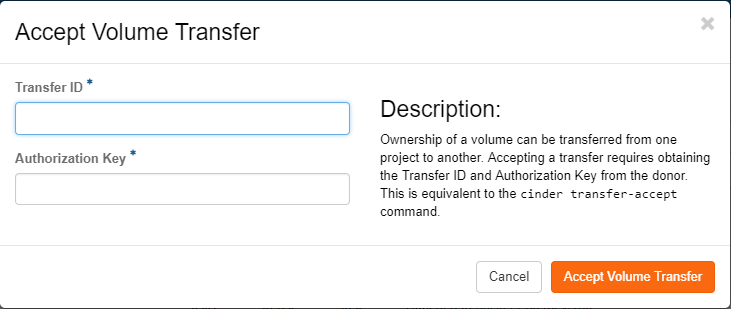 Accept Volume Transfer
×
Transfer ID *
Authorization Key *
Description:
Ownership of a volume can be transferred from one
project to another. Accepting a transfer requires obtaining
the Transfer ID and Authorization Key from the donor.
This is equivalent to the cinder transfer-accept
command.
Cancel
Accept Volume Transfer